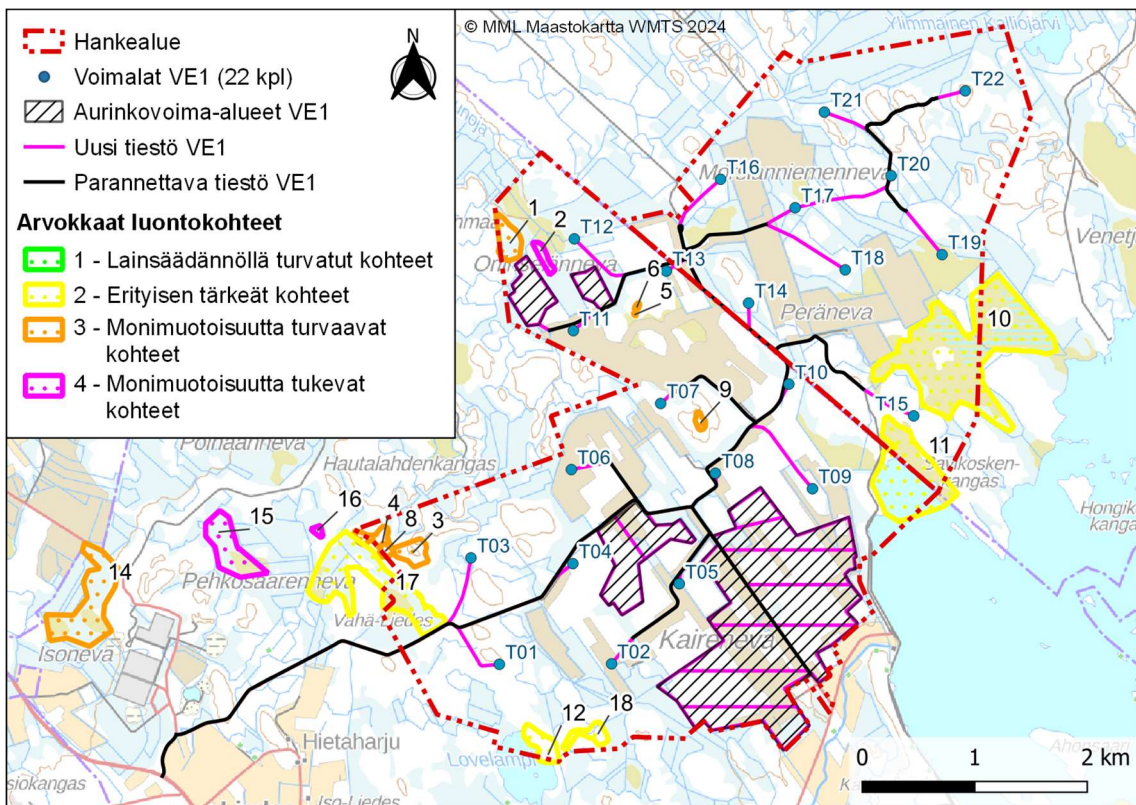 © MML Maastokartta WMTS 2024
Hankealue
Voimalat VE1 (22 kpl)
Aurinkovoima-alueet VE1
Uusi tiestö VE1
Parannettava tiestö VE1
Arvokkaat luontokohteet
1 - Lainsäädännöllä turvatut kohteet
2 - Erityisen tärkeät kohteet
3 - Monimuotoisuutta turvaavat
kohteet
4 - Monimuotoisuutta tukevat
kohteet
N
Ylimmäinen Kalliojärvi
T22
T21
T20
T16
T17
T19
T18
Venetj
1
2
T12
6
T13
5
T14
Peräneva
T11
10
T10
T07
9
T15
11
Hautalahdenkangas
T06
T08
T09
16
15
4
8
3
T03
T04
14
Pehkosaarenneva
17
T05
Vähä-Liedes
Isoneva
Kaireneva
T01
T02
12
18
Hietaharju
Lovelampi
Iso-Liedes
0
1
2 km